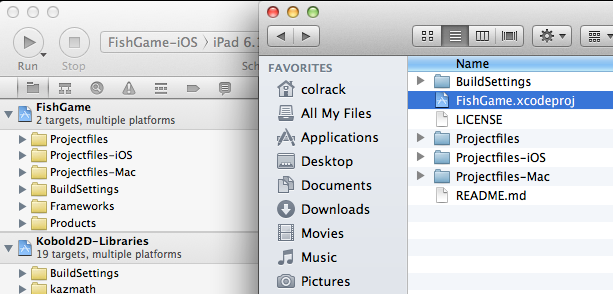 Run
Stop
FishGame-iOS
iPad 6.
Sch
FishGame
2 targets, multiple platforms
Projectfiles
Projectfiles-iOS
Projectfiles-Mac
BuildSettings
Frameworks
Products
Kobold2D-Libraries
19 targets, multiple platforms
BuildSettings
kazmath
FAVORITES
colrack
All My Files
Applications
Desktop
Documents
Downloads
Movies
Music
Pictures
Name
BuildSettings
FishGame.xcodeproj
LICENSE
Projectfiles
Projectfiles-iOS
Projectfiles-Mac
README.md